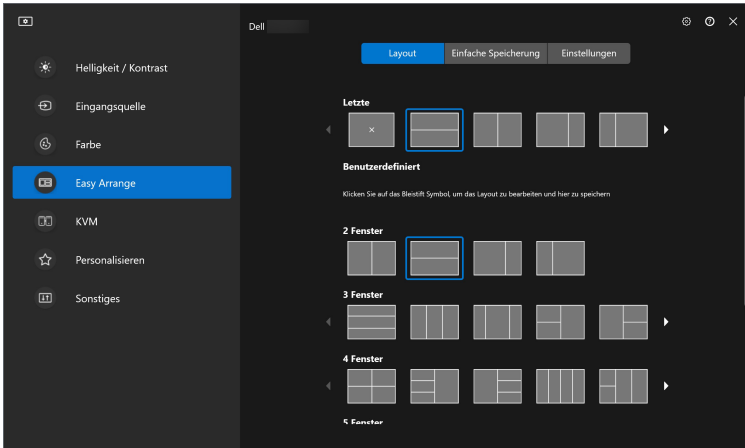 Dell
Helligkeit / Kontrast
Eingangsquelle
Farbe
Easy Arrange
KVM
Personalisieren
Sonstiges
Layout Einfache Speicherung Einstellungen
Letzte
Benutzerdefiniert
Klicken Sie auf das Bleistift Symbol, um das Layout zu bearbeiten und hier zu speichern
2 Fenster
3 Fenster
4 Fenster
5 Fenster